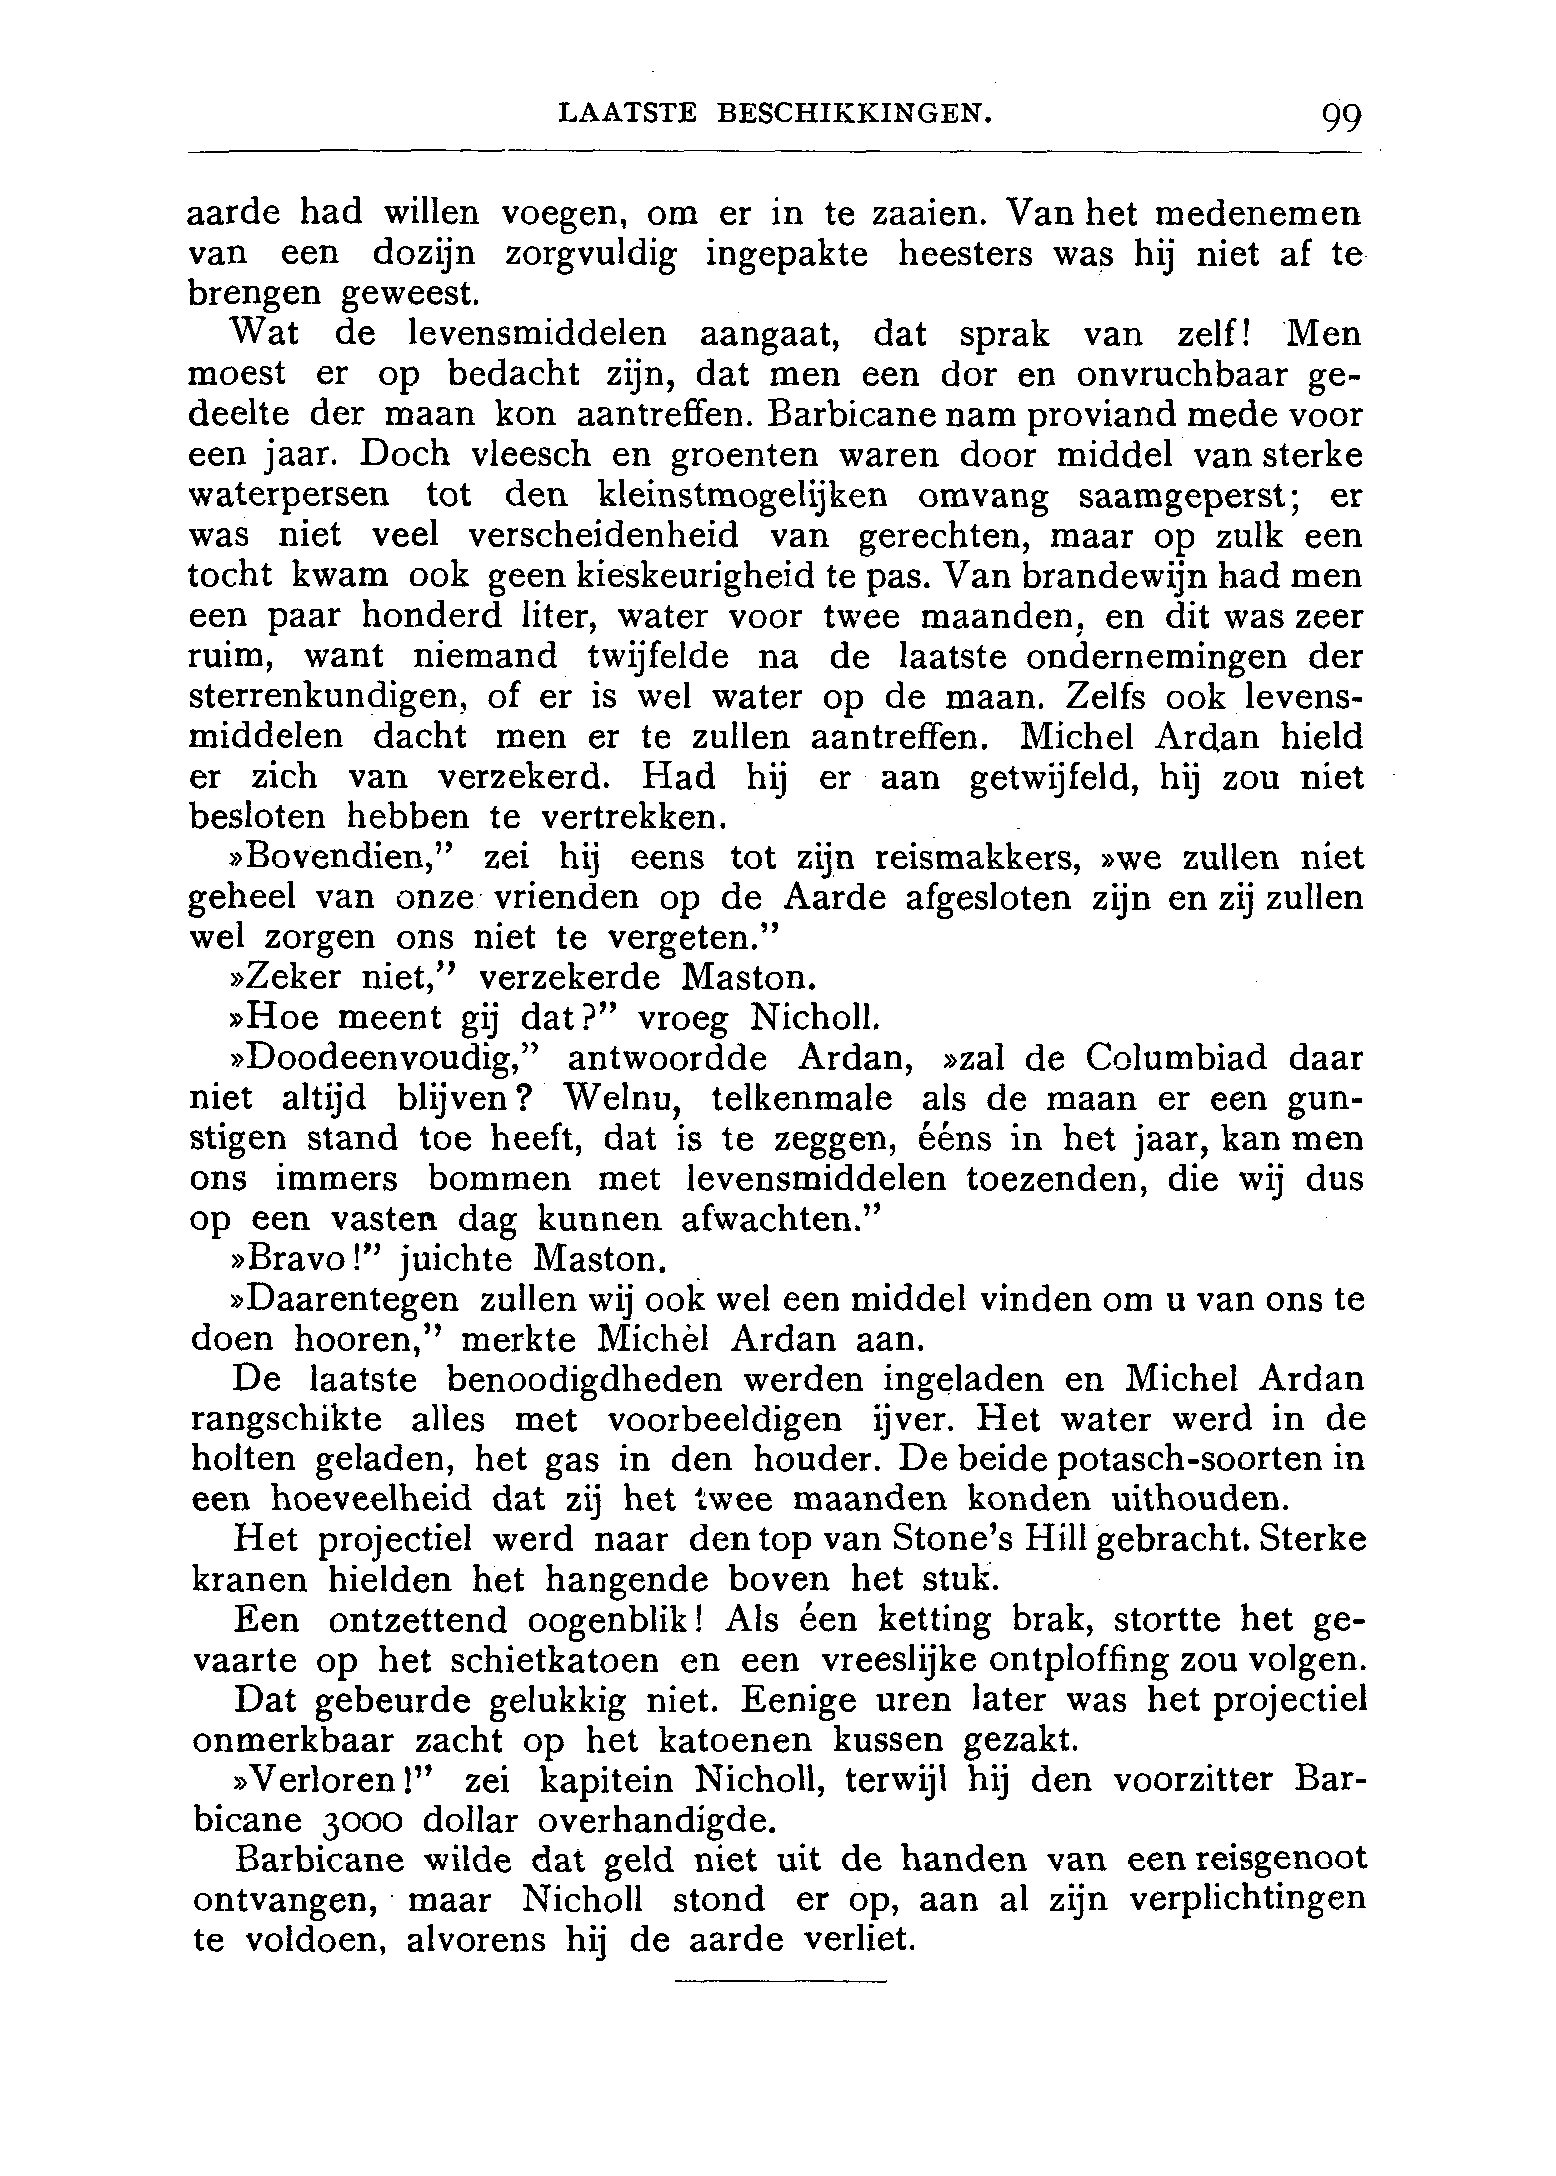 LAATSTE BESCHIKKINGEN. 99
aarde had willen voegen, om er in te zaaien. Van het medenemen
van een dozijn zorgvuldig ingepakte heesters was hij niet af te
brengen geweest.
Wat de levensmiddelen aangaat, dat sprak van zelf! Men
moest er op bedacht zijn, dat men een dor en onvruchbaar ge-
deelte der maan kon aantreffen. Barbicane nam proviand mede voor
een jaar. Doch vleesch en groenten waren door middel van sterke
waterpersen tot den kleinstmogelijken omvang saamgeperst; er
was niet veel verscheidenheid van gerechten, maar op zulk een
tocht kwam ook geen kieskeurigheid te pas. Van brandewijn had men
een paar honderd liter, water voor twee maanden, en dit was zeer
ruim, want niemand twijfelde na de laatste ondernemingen der
sterrenkundigen, of er is wel water op de maan. Zelfs ook levens-
middelen dacht men er te zullen aantreffen. Michel Ardan hield
er zich van verzekerd. Had hij er aan getwijfeld, hij zou niet
besloten hebben te vertrekken.
»Bovendien,” zei hij eens tot zijn reismakkers, »we zullen niet
geheel van onze vrienden op de Aarde afgesloten zijn en zij zullen
wel zorgen ons niet te vergeten.”
»Zeker niet,” verzekerde Maston.
»Hoe meent gij dat?” vroeg Nicholl.
»Doodeenvoudig,” antwoordde Ardan, »zal de Columbiad daar
niet altijd blijven? Welnu, telkenmale als de maan er een gun-
stigen stand toe heeft, dat is te zeggen, ééns in het jaar, kan men
ons immers bommen met levensmiddelen toezenden, die wij dus
op een vasten dag kunnen afwachten.”
»Bravo!” juichte Maston.
»Daarentegen zullen wij ook wel een middel vinden om u van ons te
doen hooren,” merkte Michèl Ardan aan.
De laatste benoodigdheden werden ingeladen en Michel Ardan
rangschikte alles met voorbeeldigen ijver. Het water werd in de
holten geladen, het gas in den houder. De beide potasch-soorten in
een hoeveelheid dat zij het twee maanden konden uithouden.
Het projectiel werd naar den top van Stone's Hill gebracht. Sterke
kranen hielden het hangende boven het stuk.
Een ontzettend oogenblik! Als éen ketting brak, stortte het ge-
vaarte op het schietkatoen en een vreeslijke ontploffing zou volgen.
Dat gebeurde gelukkig niet. Eenige uren later was het projectiel
onmerkbaar zacht op het katoenen kussen gezakt.
»Verloren!” zei kapitein Nicholl, terwijl hij den voorzitter Bar-
bicane 3000 dollar overhandigde.
Barbicane wilde dat geld niet uit de handen van een reisgenoot
ontvangen, maar Nicholl stond er op, aan al zijn verplichtingen
te voldoen, alvorens hij de aarde verliet.